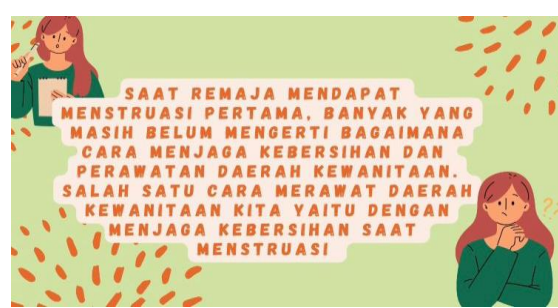 SAAT REMAJA MENDAPAT
MENSTRUASI PERTAMA, BANYAK YANG
MASIH BELUM MENGERTI BAGAIMANA
CARA MENJAGA KEBERSIHAN DAN
PERAWATAN DAERAH KEWANITAAN.
SALAH SATU CARA MERAWAT DAERAH
KEWANITAAN KITA YAITU DENGAN
MENJAGA KEBERSIHAN SAAT
MENSTRUASI